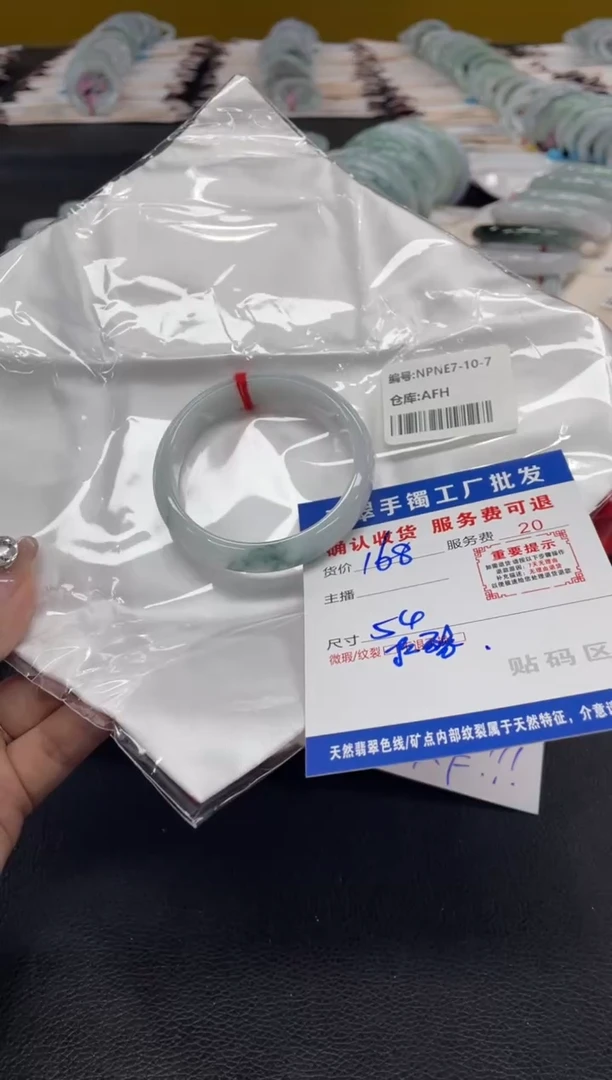 编号:NPNE7-10-7
仓库:AFH
翠手镯工厂批发
确认收货 服务费可退
货价 168 服务费 20
重要提示
主播
尺寸 54
微瑕/纹裂
贴码区
天然翡翠色线/矿点内部纹裂属于天然特征，介意
!!!